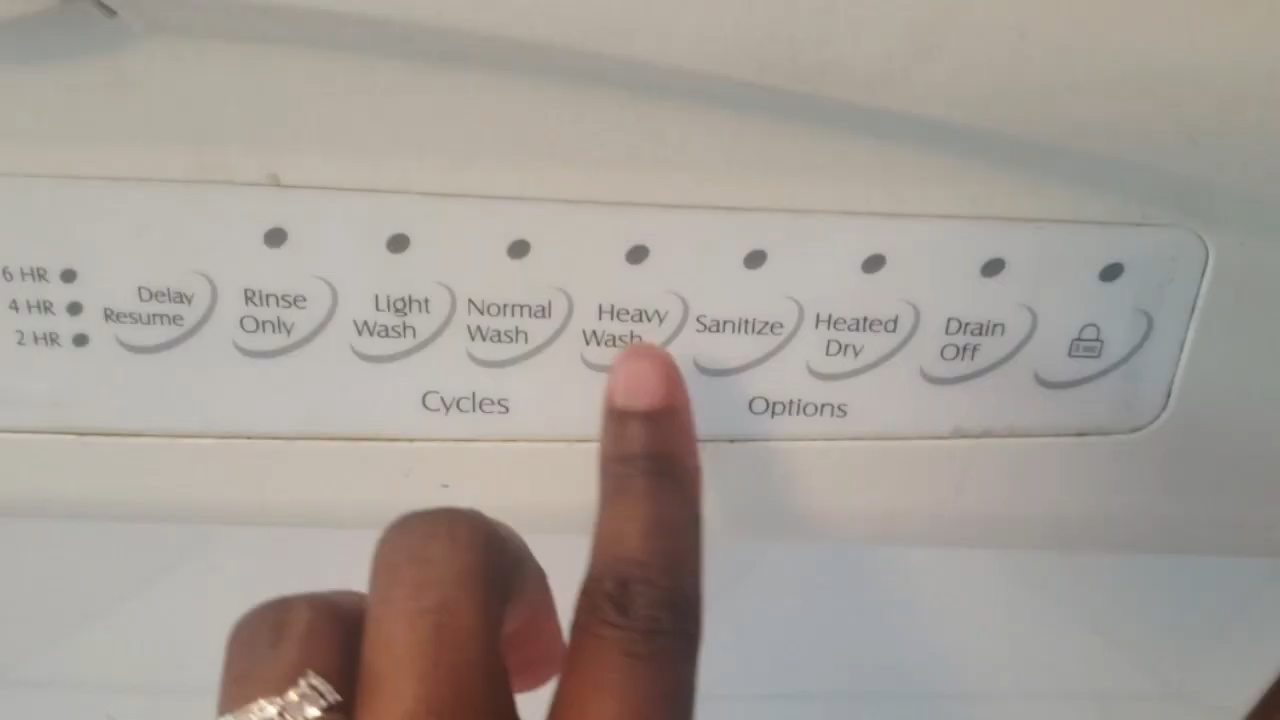 6 HR
4 HR
2 HR
Delay
Resume
RInse
Only
Light
Wash
Normal
Wash
Heavy
Wash
Sanitize
Heated
Dry
Drain
Off
Cycles
Options